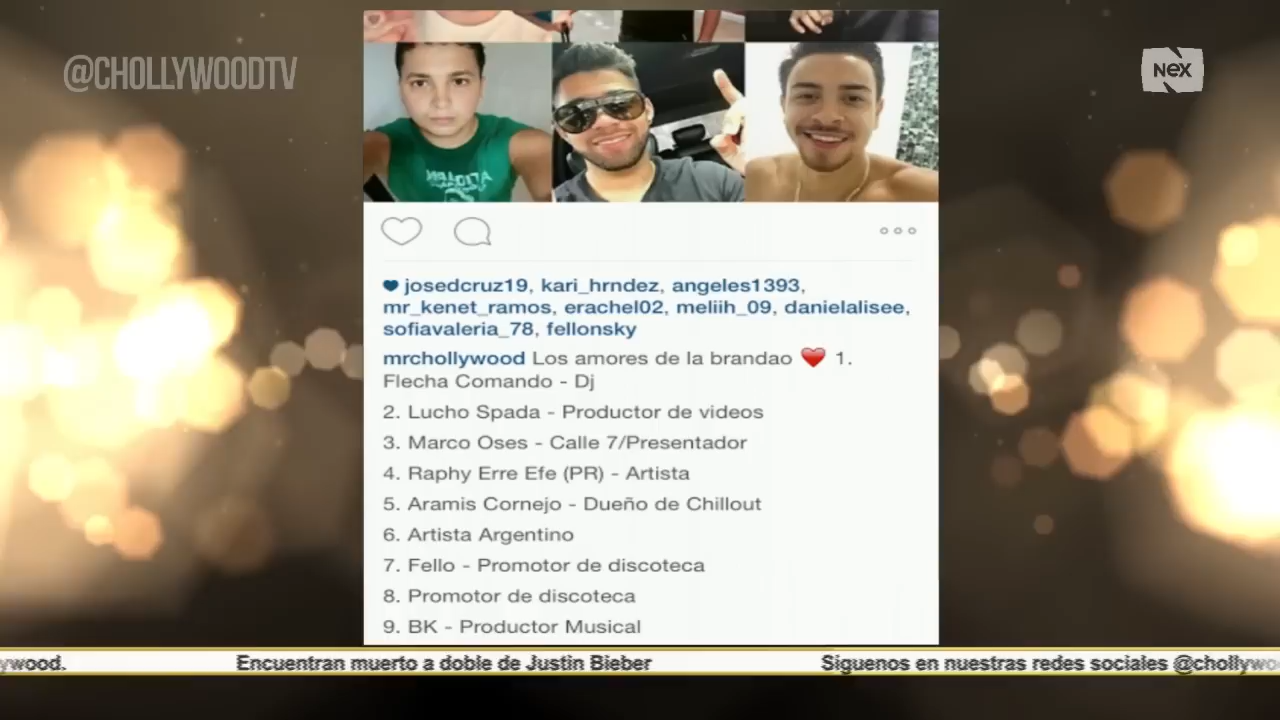 @CHOLLYWOODTV
NEX
josedcruz19, kari_hrndez, angeles1393,
mr_kenet_ramos, erachel02, meliih_09, danielalisee,
sofiavaleria_78, fellonsky
mrchollywood Los amores de la brandao ❤️ 1.
Flecha Comando - Dj
2. Lucho Spada - Productor de videos
3. Marco Oses - Calle 7/Presentador
4. Raphy Erre Efe (PR) - Artista
5. Aramis Cornejo - Dueño de Chillout
6. Artista Argentino
7. Fello - Promotor de discoteca
8. Promotor de discoteca
9. BK - Productor Musical
ywood. Encuentran muerto a doble de Justin Bieber Siguenos en nuestras redes sociales @chollywo